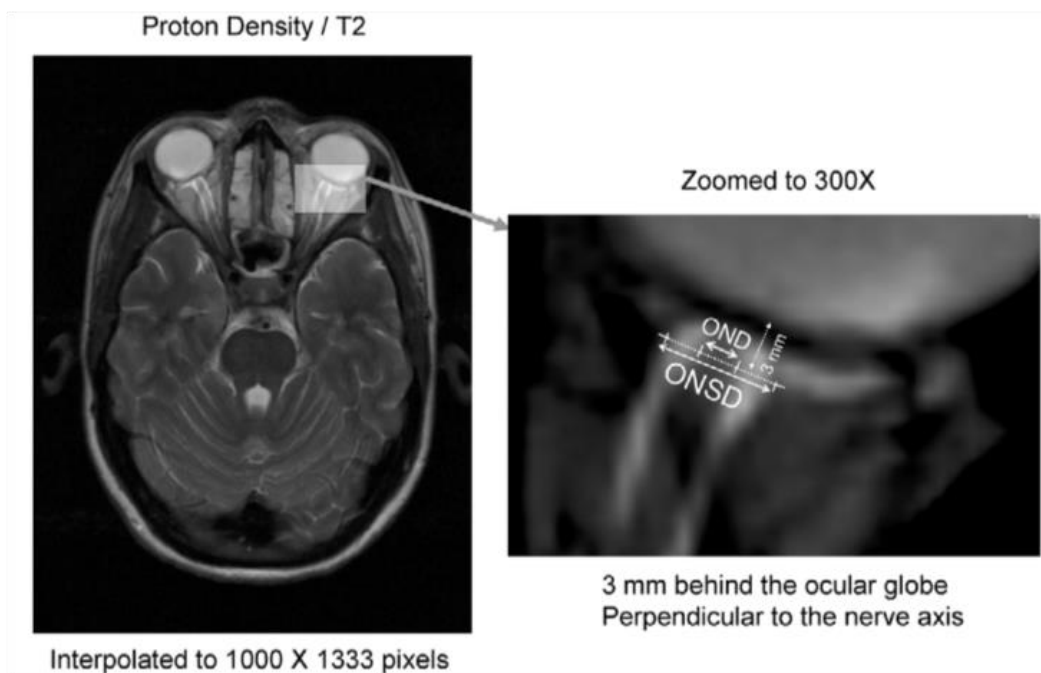 Proton Density / T2
Zoomed to 300X
OND
3 mm
ONSD
3 mm behind the ocular globe
Perpendicular to the nerve axis
Interpolated to 1000 X 1333 pixels